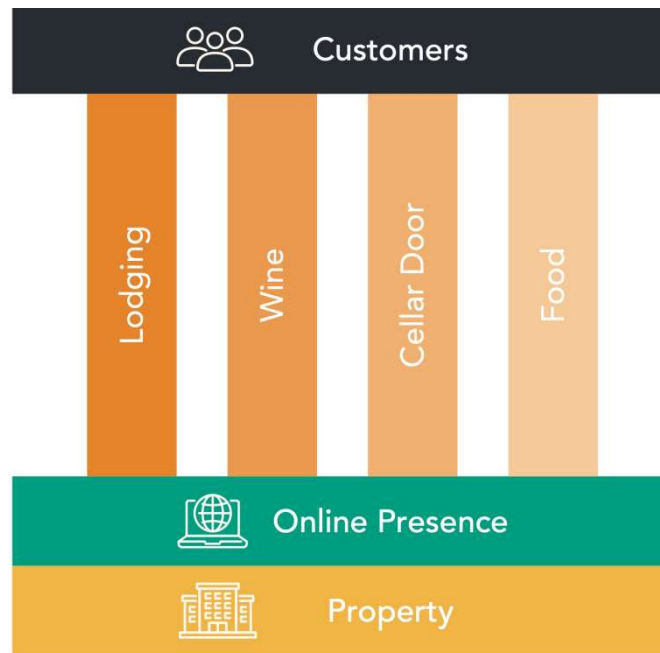 Customers
Lodging
Wine
Cellar Door
Food
Online Presence
Property